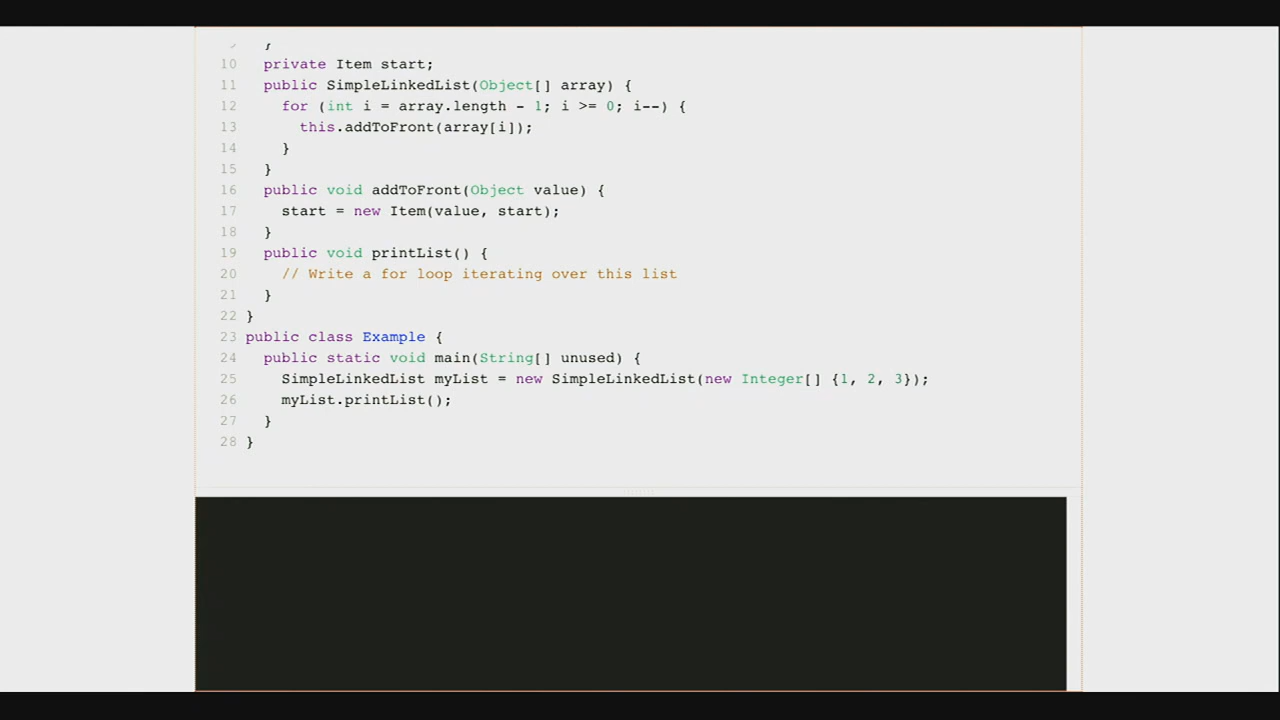 9 }
10 private Item start;
11 public SimpleLinkedList(Object[] array) {
12 for (int i = array.length - 1; i >= 0; i--) {
13 this.addToFront(array[i]);
14 }
15 }
16 public void addToFront(Object value) {
17 start = new Item(value, start);
18 }
19 public void printList() {
20 // Write a for loop iterating over this list
21 }
22 }
23 public class Example {
24 public static void main(String[] unused) {
25 SimpleLinkedList myList = new SimpleLinkedList(new Integer[] {1, 2, 3});
26 myList.printList();
27 }
28 }